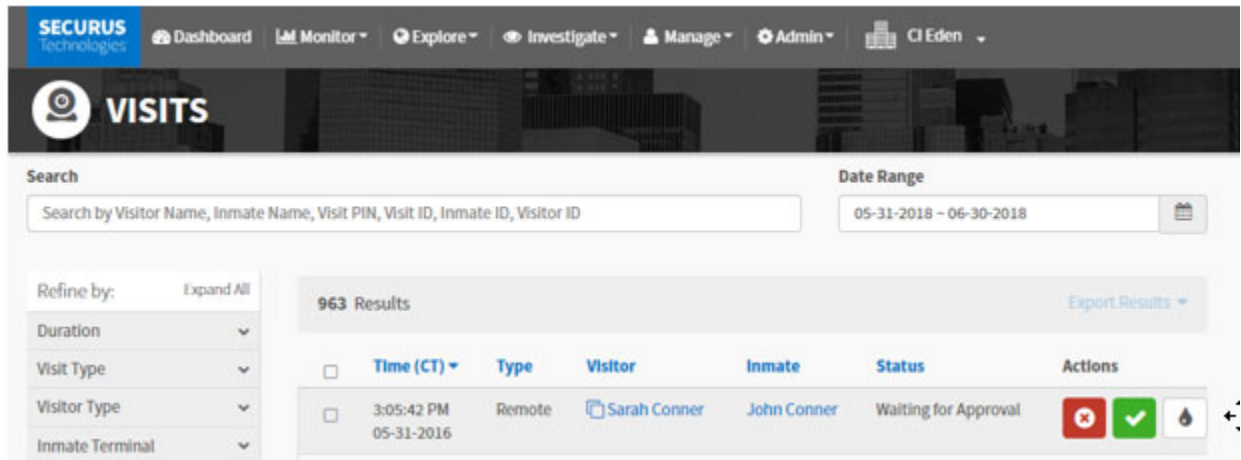 SECURUS
Technologies
Dashboard Monitor Explore Investigate Manage Admin CI Eden
VISITS
Search Date Range
Search by Visitor Name, Inmate Name, Visit PIN, Visit ID, Inmate ID, Visitor ID 05-31-2018 – 06-30-2018
Refine by: Expand All
963 Results Export Results
Duration
Visit Type
Time (CT) Type Visitor Inmate Status Actions
Visitor Type
3:05:42 PM Remote Sarah Conner John Conner Waiting for Approval
05-31-2016
Inmate Terminal